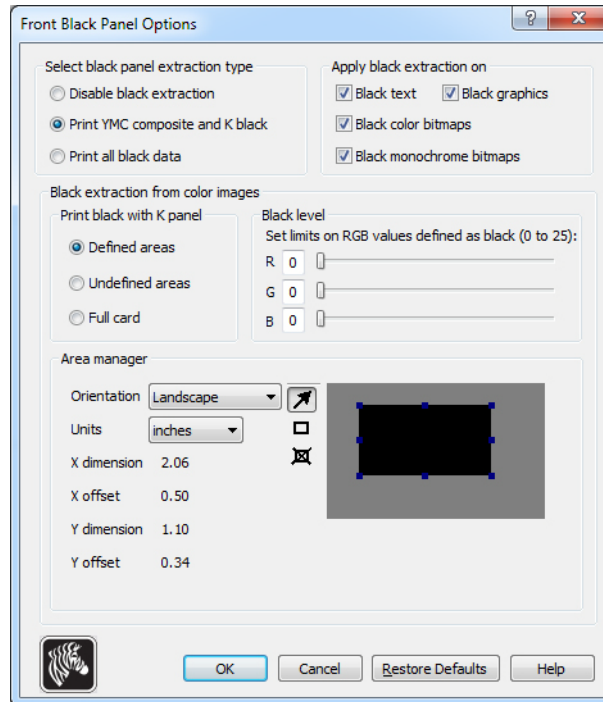 Front Black Panel Options
Select black panel extraction type
Disable black extraction
Print YMC composite and K black
Print all black data
Apply black extraction on
Black text Black graphics
Black color bitmaps
Black monochrome bitmaps
Black extraction from color images
Print black with K panel
Defined areas
Undefined areas
Full card
Black level
Set limits on RGB values defined as black (0 to 25):
R 0
G 0
B 0
Area manager
Orientation Landscape
Units inches
X dimension 2.06
X offset 0.50
Y dimension 1.10
Y offset 0.34
OK Cancel Restore Defaults Help